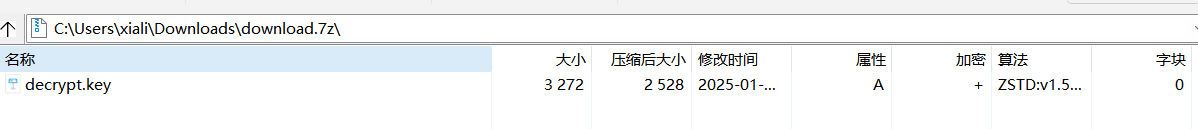 C:\Users\xiali\Downloads\download.7z\
名称 大小 压缩后大小 修改时间 属性 加密 算法 字块
decrypt.key 3 272 2 528 2025-01-... A + ZSTD:v1.5... 0